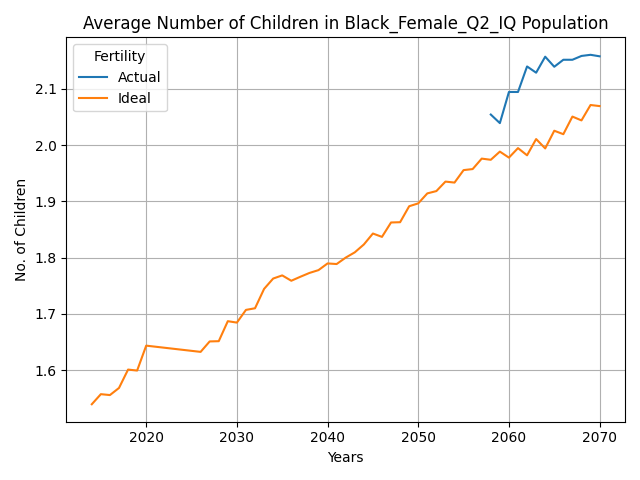 Average Number of Children in Black_Female_Q2_IQ Population
Fertility
Actual
Ideal
No. of Children
2.1
2.0
1.9
1.8
1.7
1.6
2020 2030 2040 2050 2060 2070
Years